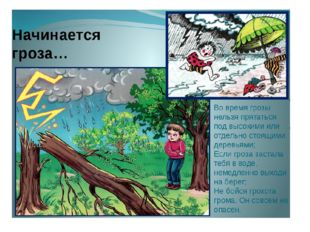 Начинается
гроза…
Во время грозы
нельзя прятаться
под высокими или
отдельно стоящими
деревьями;
Если гроза застала
тебя в воде,
немедленно выходи
на берег;
Не бойся грохота
грома. Он совсем не
опасен.